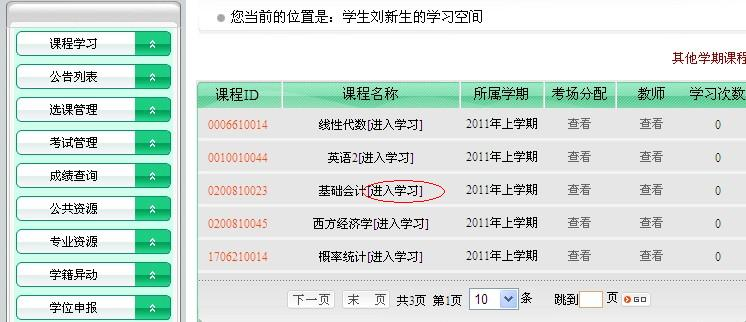 您当前的位置是：学生刘新生的学习空间
其他学期课程
课程学习
公告列表
选课管理
考试管理
成绩查询
公共资源
专业资源
学籍异动
学位申报
课程ID 课程名称 所属学期 考场分配 教师 学习次数
0006610014 线性代数[进入学习] 2011年上学期 查看 查看 0
0010010044 英语2[进入学习] 2011年上学期 查看 查看 0
0200810023 基础会计[进入学习] 2011年上学期 查看 查看 0
0200810045 西方经济学[进入学习] 2011年上学期 查看 查看 0
1706210014 概率统计[进入学习] 2011年上学期 查看 查看 0
下一页 末 页 共3页 第1页 10 条 跳到 页 GO